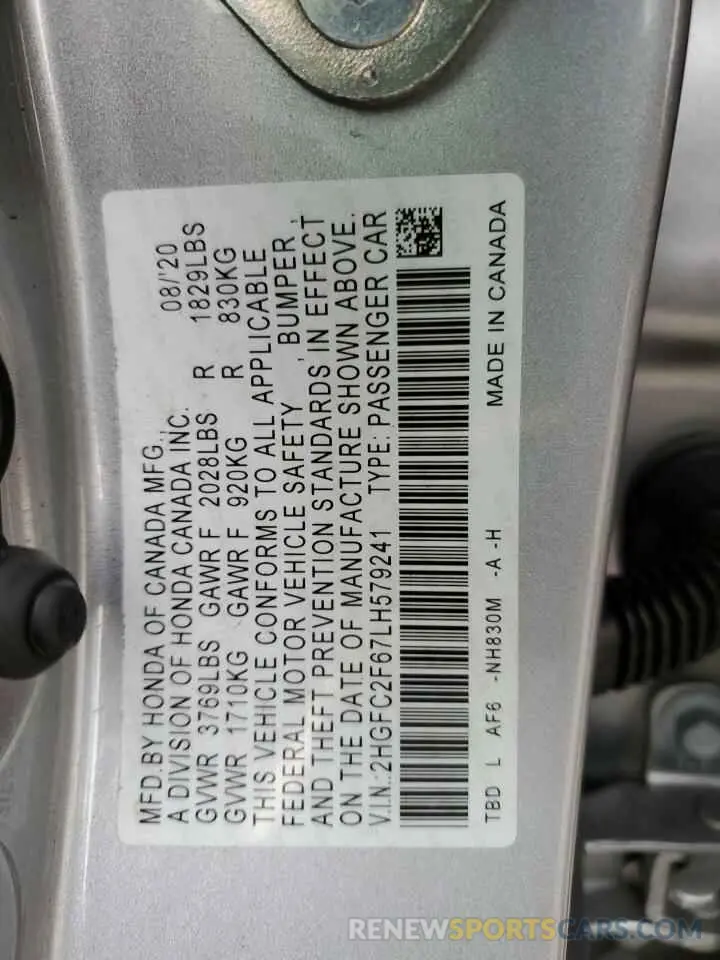 MFD.BY HONDA OF CANADA MFG., 08/'20
A DIVISION OF HONDA CANADA INC.
GVWR 3769LBS GAWR F 2028LBS R 1829LBS
GVWR 1710KG GAWR F 920KG R 830KG
THIS VEHICLE CONFORMS TO ALL APPLICABLE
FEDERAL MOTOR VEHICLE SAFETY , BUMPER ,
AND THEFT PREVENTION STANDARDS IN EFFECT
ON THE DATE OF MANUFACTURE SHOWN ABOVE.
V.I.N.:2HGFC2F67LH579241 TYPE: PASSENGER CAR
TBD L AF6 -NH830M -A -H MADE IN CANADA
RENEWSPORTSCARS.COM